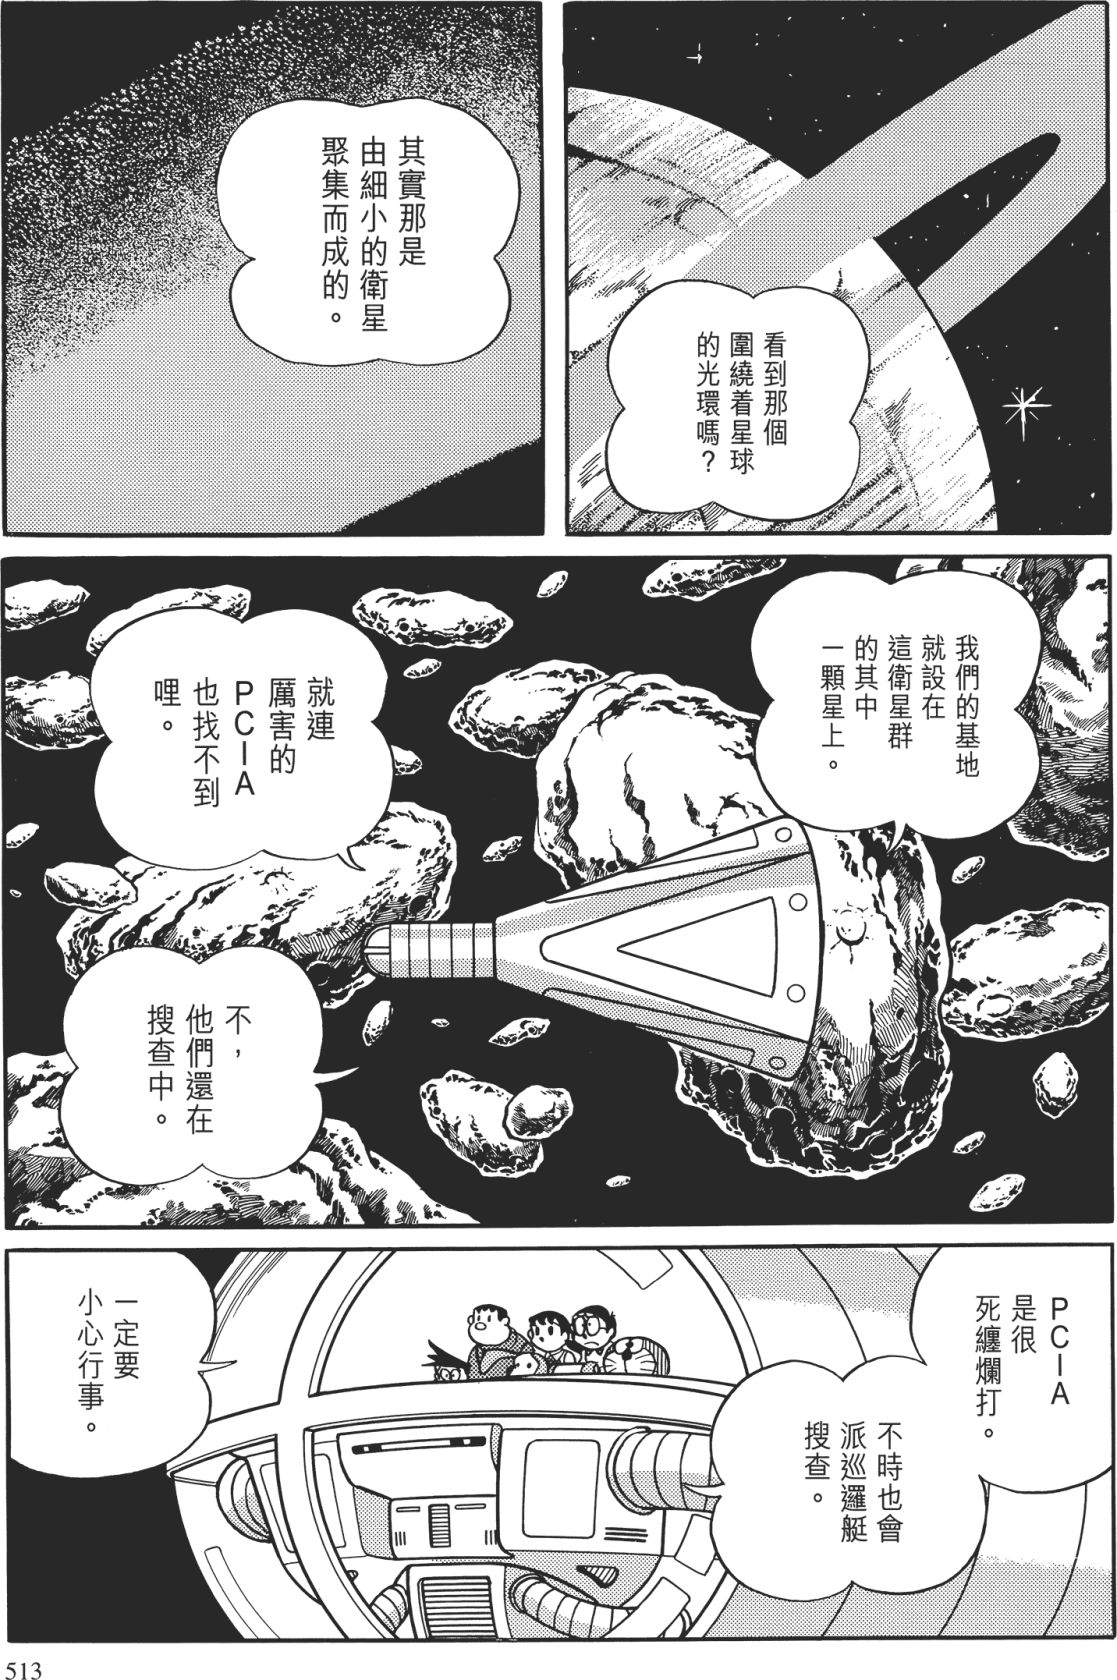 看到那個
圍繞着星球
的光環嗎？
其實那是
由細小的衛星
聚集而成的。
我們的基地
就設在
這衛星群
的其中
一顆星上。
就連
厲害的
PCIA
也找不到
哩。
不，
他們還在
搜查中。
PCIA
是很
死纏爛打。
不時也會
派巡邏艇
搜查。
一定要
小心行事。
513